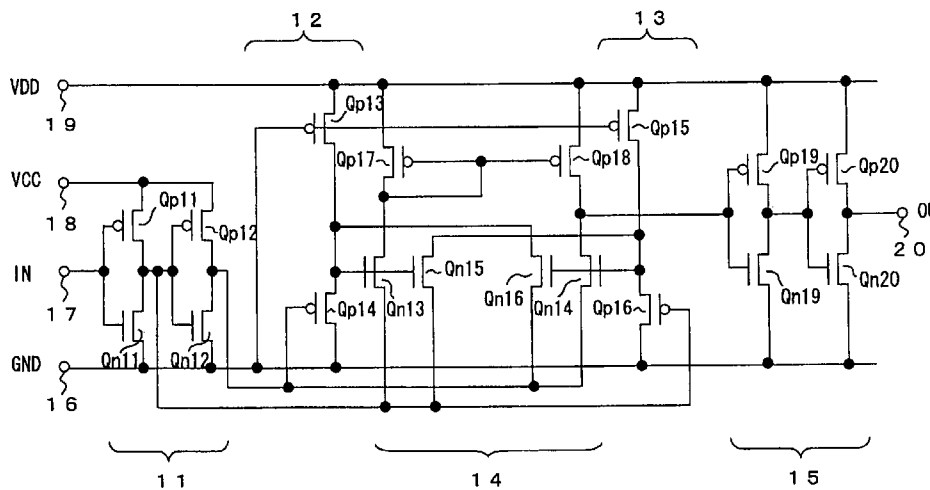 12
13
VDD
19
Qp13
Qp15
Qp17
Qp18
Qp19
Qp20
VCC
18
Qp11
Qp12
20
IN
17
Qn15
Qn16
Qn14
Qp16
Qp14
Qn13
Qn19
Qn20
GND
16
Qn11
Qn12
11
14
15